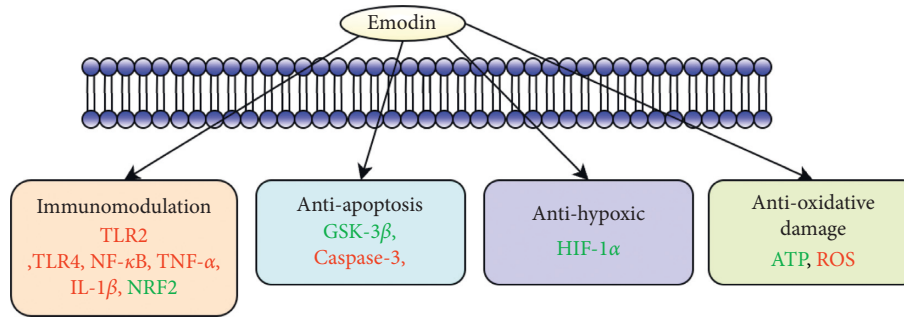 Emodin
Immunomodulation
TLR2
,TLR4, NF-κB, TNF-α,
IL-1β, NRF2
Anti-apoptosis
GSK-3β,
Caspase-3,
Anti-hypoxic
HIF-1α
Anti-oxidative
damage
ATP, ROS